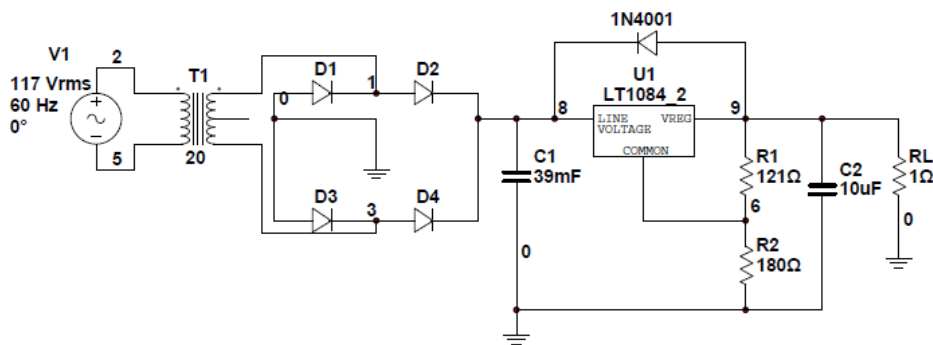 V1
117 Vrms
60 Hz
0°
2
5
T1
20
0
D1
1
D2
D3
3
D4
8
1N4001
U1
LT1084_2
LINE VREG
VOLTAGE
COMMON
9
C1
39mF
0
R1
121Ω
6
R2
180Ω
C2
10uF
RL
1Ω
0